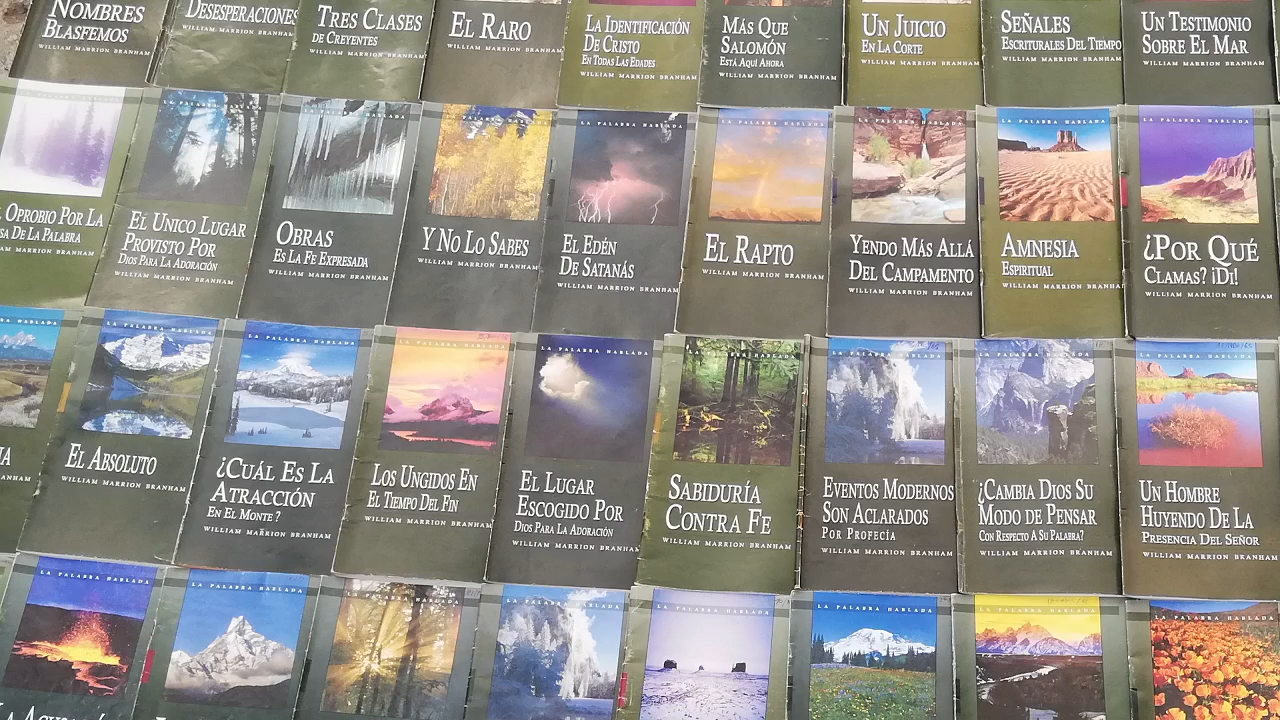 NOMBRES
BLASFEMOS
WILLIAM MARRION BRANHAM
DESESPERACIONES
WILLIAM MARRION BRANHAM
TRES CLASES
DE CREYENTES
WILLIAM MARRION BRANHAM
EL RARO
WILLIAM MARRION BRANHAM
LA IDENTIFICACIÓN
DE CRISTO
EN TODAS LAS EDADES
WILLIAM MARRION BRANHAM
MÁS QUE
SALOMÓN
ESTÁ AQUÍ AHORA
WILLIAM MARRION BRANHAM
UN JUICIO
EN LA CORTE
WILLIAM MARRION BRANHAM
SEÑALES
ESCRITURALES DEL TIEMPO
WILLIAM MARRION BRANHAM
UN TESTIMONIO
SOBRE EL MAR
WILLIAM MARRION BRANHAM
OPROBIO POR LA
DE LA PALABRA
MARRION BRANHAM
EL UNICO LUGAR
PROVISTO POR
DIOS PARA LA ADORACIÓN
WILLIAM MARRION BRANHAM
OBRAS
ES LA FE EXPRESADA
WILLIAM MARRION BRANHAM
LA PALABRA HABLADA
Y NO LO SABES
WILLIAM MARRION BRANHAM
LA PALABRA HABLADA
EL EDÉN
DE SATANÁS
WILLIAM MARRION BRANHAM
LA PALABRA HABLADA
EL RAPTO
WILLIAM MARRION BRANHAM
LA PALABRA HABLADA
YENDO MÁS ALLÁ
DEL CAMPAMENTO
WILLIAM MARRION BRANHAM
LA PALABRA HABLADA
AMNESIA
ESPIRITUAL
WILLIAM MARRION BRANHAM
LA PALABRA HABLADA
¿POR QUÉ
CLAMAS? ¡DI!
WILLIAM MARRION BRANHAM
LA PALABRA HABLADA
EL ABSOLUTO
WILLIAM MARRION BRANHAM
LA PALABRA HABLADA
¿CUÁL ES LA
ATRACCIÓN
EN EL MONTE?
WILLIAM MARRION BRANHAM
LA PALABRA HABLADA
LOS UNGIDOS EN
EL TIEMPO DEL FIN
WILLIAM MARRION BRANHAM
LA PALABRA HABLADA
EL LUGAR
ESCOGIDO POR
DIOS PARA LA ADORACIÓN
WILLIAM MARRION BRANHAM
LA PALABRA HABLADA
SABIDURÍA
CONTRA FE
WILLIAM MARRION BRANHAM
LA PALABRA HABLADA
EVENTOS MODERNOS
SON ACLARADOS
POR PROFECÍA
WILLIAM MARRION BRANHAM
LA PALABRA HABLADA
¿CAMBIA DIOS SU
MODO DE PENSAR
CON RESPECTO A SU PALABRA?
WILLIAM MARRION BRANHAM
LA PALABRA HABLADA
UN HOMBRE
HUYENDO DE LA
PRESENCIA DEL SEÑOR
WILLIAM MARRION BRANHAM
LA PALABRA HABLADA
LA PALABRA HABLADA
LA PALABRA HABLADA
LA PALABRA HABLADA
LA PALABRA HABLADA
LA PALABRA HABLADA
LA PALABRA HABLADA
LA PALABRA HABLADA